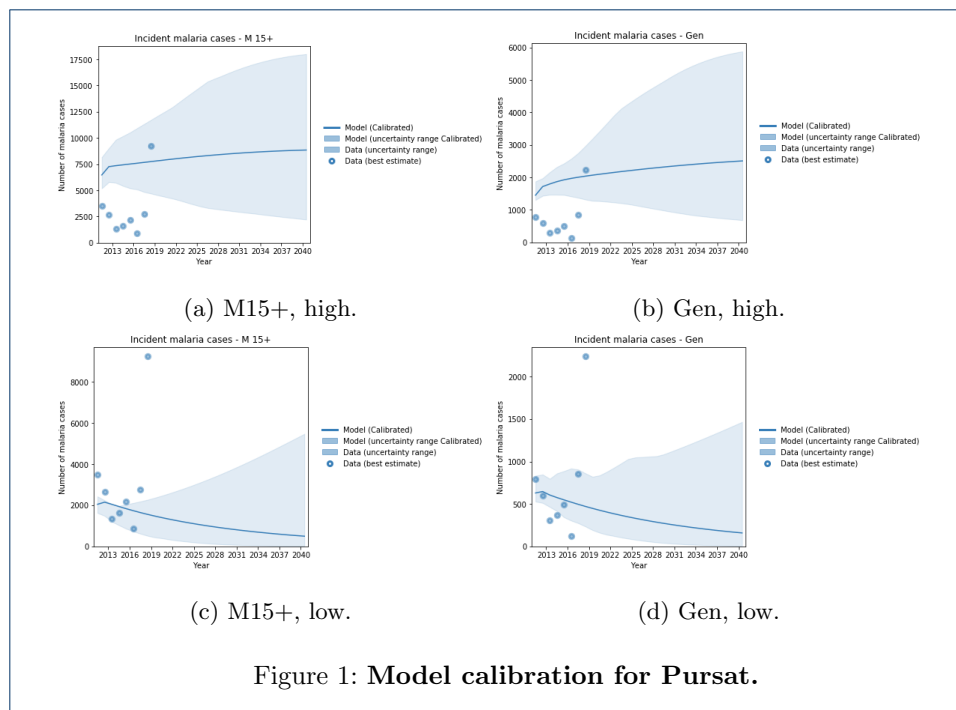 Incident malaria cases - M 15+
Number of malaria cases
17500
15000
12500
10000
7500
5000
2500
0
2013 2016 2019 2022 2025 2028 2031 2034 2037 2040
Year
Model (Calibrated)
Model (uncertainty range Calibrated)
Data (uncertainty range)
Data (best estimate)
(a) M15+, high.
Incident malaria cases - Gen
Number of malaria cases
6000
5000
4000
3000
2000
1000
0
2013 2016 2019 2022 2025 2028 2031 2034 2037 2040
Year
Model (Calibrated)
Model (uncertainty range Calibrated)
Data (uncertainty range)
Data (best estimate)
(b) Gen, high.
Incident malaria cases - M 15+
Number of malaria cases
8000
6000
4000
2000
0
2013 2016 2019 2022 2025 2028 2031 2034 2037 2040
Year
Model (Calibrated)
Model (uncertainty range Calibrated)
Data (uncertainty range)
Data (best estimate)
(c) M15+, low.
Incident malaria cases - Gen
Number of malaria cases
2000
1500
1000
500
0
2013 2016 2019 2022 2025 2028 2031 2034 2037 2040
Year
Model (Calibrated)
Model (uncertainty range Calibrated)
Data (uncertainty range)
Data (best estimate)
(d) Gen, low.
Figure 1: Model calibration for Pursat.